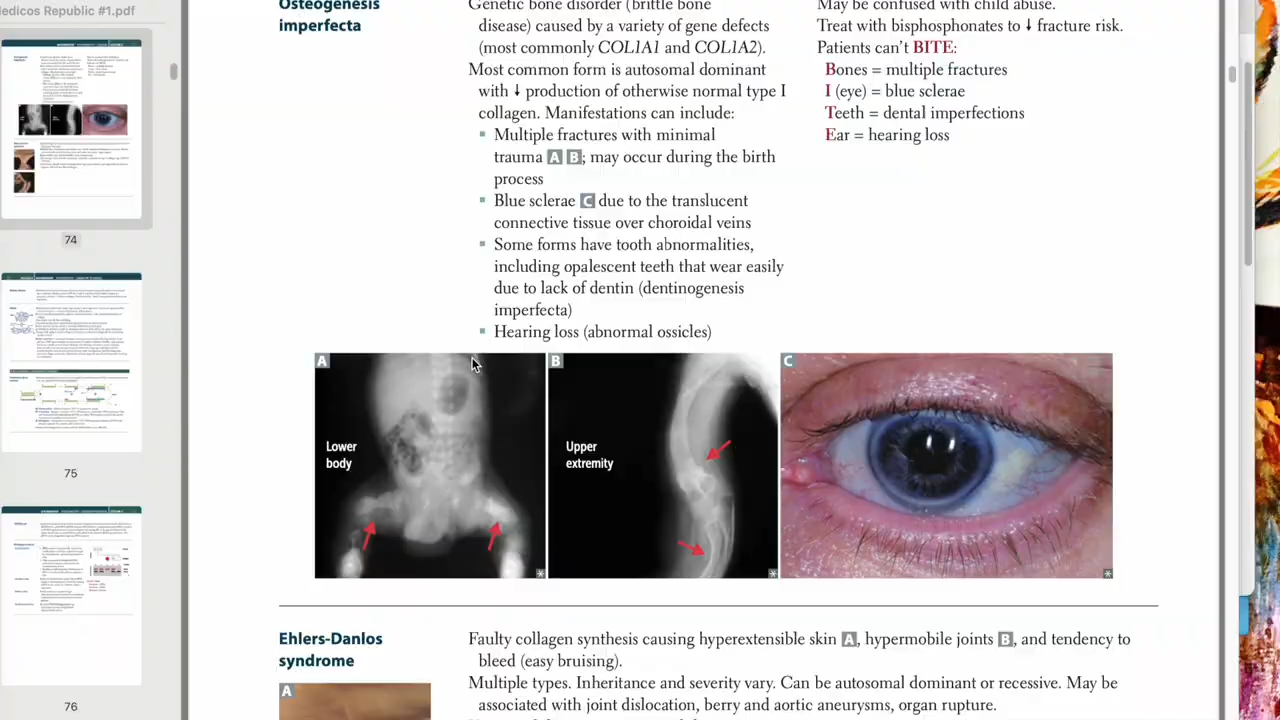 edicos Republic #1.pdf
74
75
76
Osteogenesis
imperfecta
Genetic bone disorder (brittle bone
disease) caused by a variety of gene defects
(most commonly COL1A1 and COL1A2).
Most common form is autosomal dominant
with ↓ production of otherwise normal type I
collagen. Manifestations can include:
Multiple fractures with minimal
trauma B; may occur during the birth
process
Blue sclerae C due to the translucent
connective tissue over choroidal veins
Some forms have tooth abnormalities,
including opalescent teeth that wear easily
due to lack of dentin (dentinogenesis
imperfecta)
Hearing loss (abnormal ossicles)
May be confused with child abuse.
Treat with bisphosphonates to ↓ fracture risk.
Patients can't BITE:
Bones = multiple fractures
I (eye) = blue sclerae
Teeth = dental imperfections
Ear = hearing loss
A
Lower
body
B
Upper
extremity
C
Ehlers-Danlos
syndrome
Faulty collagen synthesis causing hyperextensible skin A, hypermobile joints B, and tendency to
bleed (easy bruising).
Multiple types. Inheritance and severity vary. Can be autosomal dominant or recessive. May be
associated with joint dislocation, berry and aortic aneurysms, organ rupture.
A